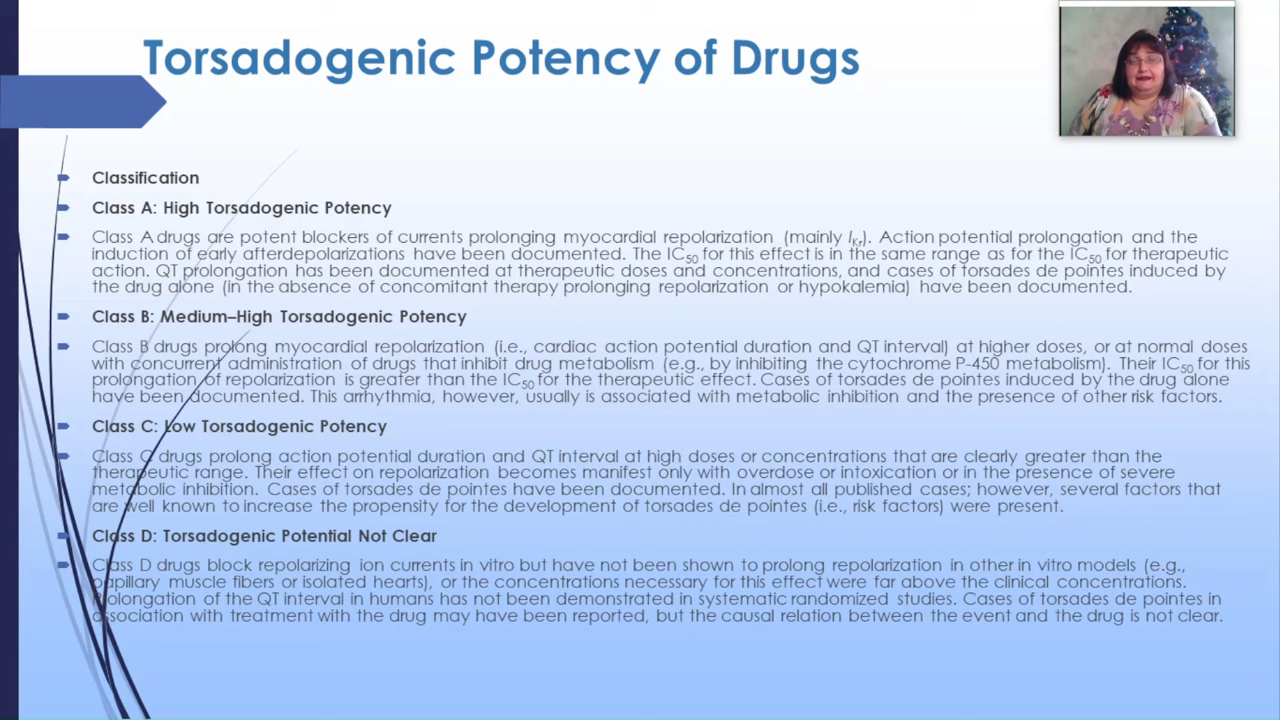 Torsadogenic Potency of Drugs
Classification
Class A: High Torsadogenic Potency
Class A drugs are potent blockers of currents prolonging myocardial repolarization (mainly IKr). Action potential prolongation and the
induction of early afterdepolarizations have been documented. The IC50 for this effect is in the same range as for the IC50 for therapeutic
action. QT prolongation has been documented at therapeutic doses and concentrations, and cases of torsades de pointes induced by
the drug alone (in the absence of concomitant therapy prolonging repolarization or hypokalemia) have been documented.
Class B: Medium–High Torsadogenic Potency
Class B drugs prolong myocardial repolarization (i.e., cardiac action potential duration and QT interval) at higher doses, or at normal doses
with concurrent administration of drugs that inhibit drug metabolism (e.g., by inhibiting the cytochrome P-450 metabolism). Their IC50 for this
prolongation of repolarization is greater than the IC50 for the therapeutic effect. Cases of torsades de pointes induced by the drug alone
have been documented. This arrhythmia, however, usually is associated with metabolic inhibition and the presence of other risk factors.
Class C: Low Torsadogenic Potency
Class C drugs prolong action potential duration and QT interval at high doses or concentrations that are clearly greater than the
therapeutic range. Their effect on repolarization becomes manifest only with overdose or intoxication or in the presence of severe
metabolic inhibition. Cases of torsades de pointes have been documented. In almost all published cases; however, several factors that
are well known to increase the propensity for the development of torsades de pointes (i.e., risk factors) were present.
Class D: Torsadogenic Potential Not Clear
Class D drugs block repolarizing ion currents in vitro but have not been shown to prolong repolarization in other in vitro models (e.g.,
papillary muscle fibers or isolated hearts), or the concentrations necessary for this effect were far above the clinical concentrations.
Prolongation of the QT interval in humans has not been demonstrated in systematic randomized studies. Cases of torsades de pointes in
association with treatment with the drug may have been reported, but the causal relation between the event and the drug is not clear.